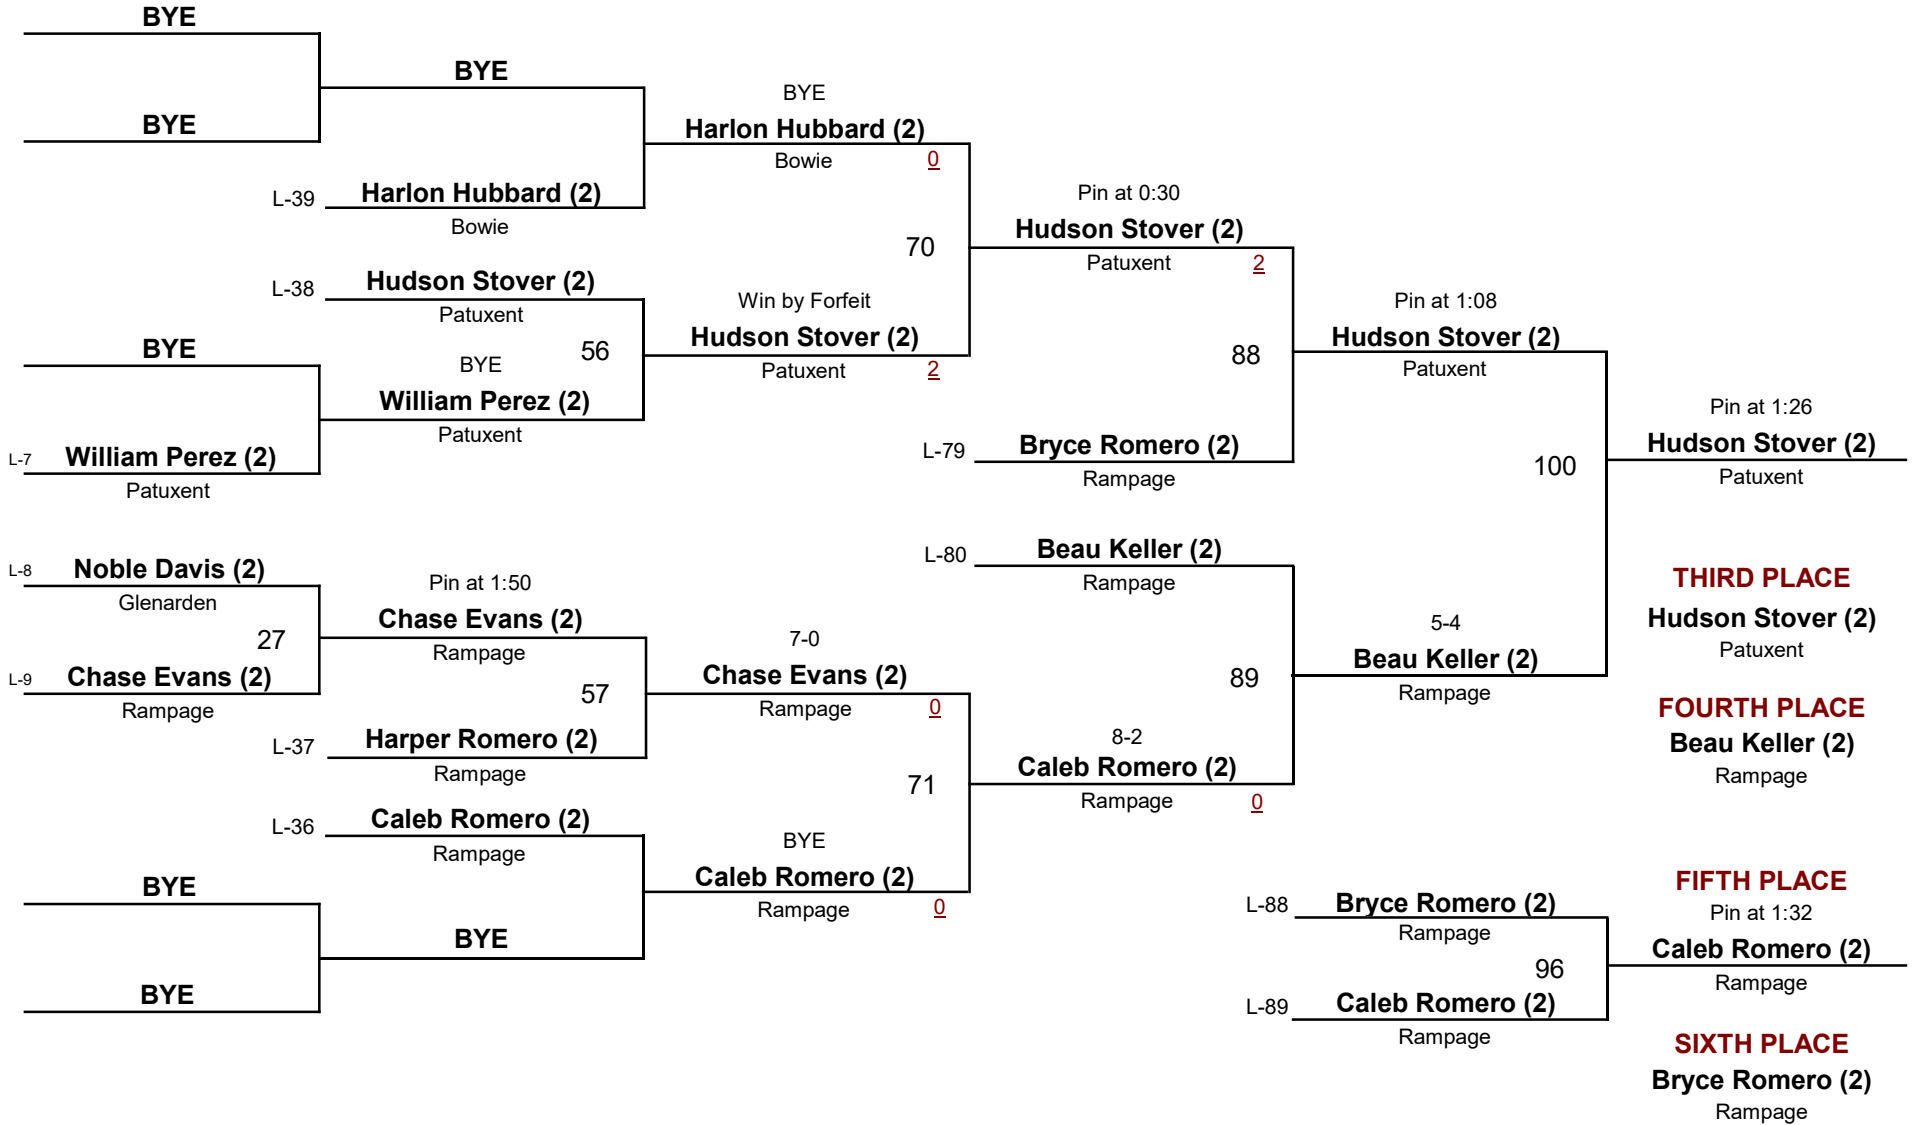 BYE
BYE
BYE
L-39 Harlon Hubbard (2)
Bowie
BYE
Harlon Hubbard (2)
Bowie 0
L-38 Hudson Stover (2)
Patuxent
BYE
L-7 William Perez (2)
Patuxent
BYE
William Perez (2)
Patuxent
56
Win by Forfeit
Hudson Stover (2)
Patuxent 2
70
Pin at 0:30
Hudson Stover (2)
Patuxent 2
L-79 Bryce Romero (2)
Rampage
88
Pin at 1:08
Hudson Stover (2)
Patuxent
L-8 Noble Davis (2)
Glenarden
27
L-9 Chase Evans (2)
Rampage
Pin at 1:50
Chase Evans (2)
Rampage
57
L-37 Harper Romero (2)
Rampage
7-0
Chase Evans (2)
Rampage 0
L-36 Caleb Romero (2)
Rampage
BYE
BYE
BYE
BYE
Caleb Romero (2)
Rampage 0
71
L-80 Beau Keller (2)
Rampage
8-2
Caleb Romero (2)
Rampage 0
89
5-4
Beau Keller (2)
Rampage
100
Pin at 1:26
Hudson Stover (2)
Patuxent
THIRD PLACE
Hudson Stover (2)
Patuxent
FOURTH PLACE
Beau Keller (2)
Rampage
L-88 Bryce Romero (2)
Rampage
96
L-89 Caleb Romero (2)
Rampage
FIFTH PLACE
Pin at 1:32
Caleb Romero (2)
Rampage
SIXTH PLACE
Bryce Romero (2)
Rampage